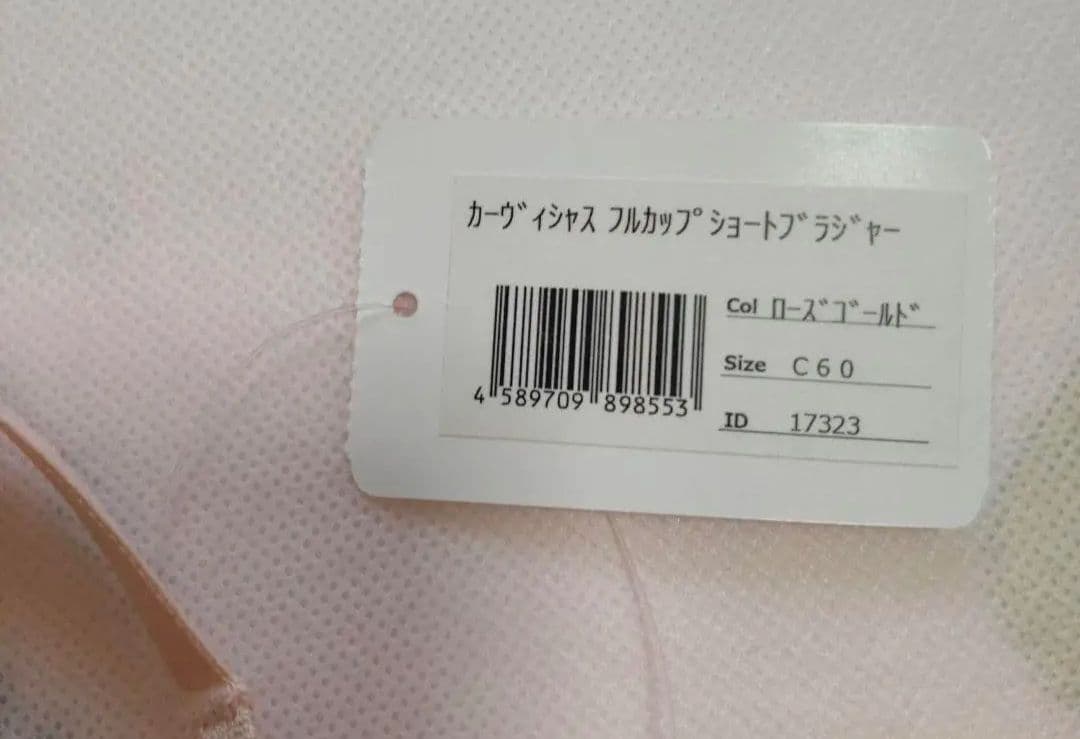 ｶｰｳﾞｨｼｬｽ ﾌﾙｶｯﾌﾟｼｮｰﾄﾌﾞﾗｼﾞｬｰ
Col ﾛｰｽﾞｺﾞｰﾙﾄﾞ
Size C60
4 589709 898553
ID 17323